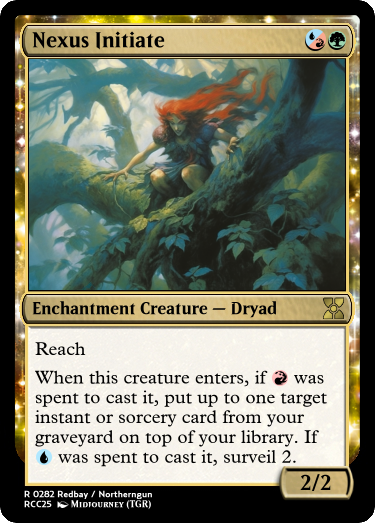 Nexus Initiate
Enchantment Creature — Dryad
Reach
When this creature enters, if was
spent to cast it, put up to one target
instant or sorcery card from your
graveyard on top of your library. If
was spent to cast it, surveil 2.
2/2
R 0282 Redbay / Northerngun
RCC25 Midjourney (TGR)